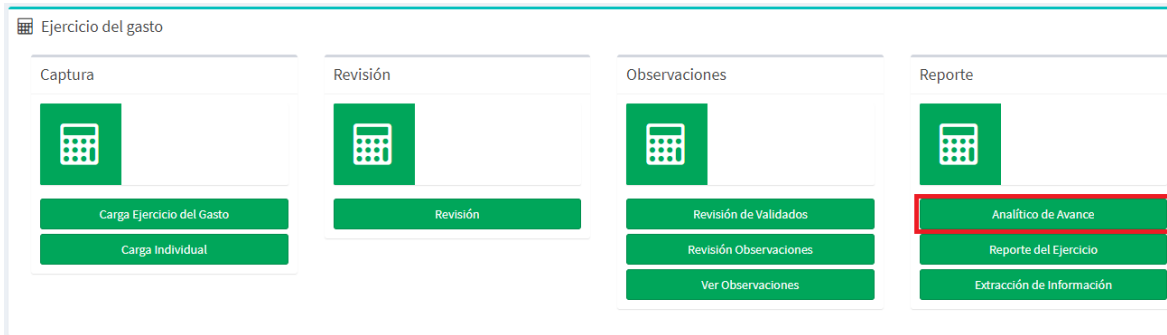 Ejercicio del gasto
Captura
Carga Ejercicio del Gasto
Carga Individual
Revisión
Revisión
Observaciones
Revisión de Validados
Revisión Observaciones
Ver Observaciones
Reporte
Analítico de Avance
Reporte del Ejercicio
Extracción de Información